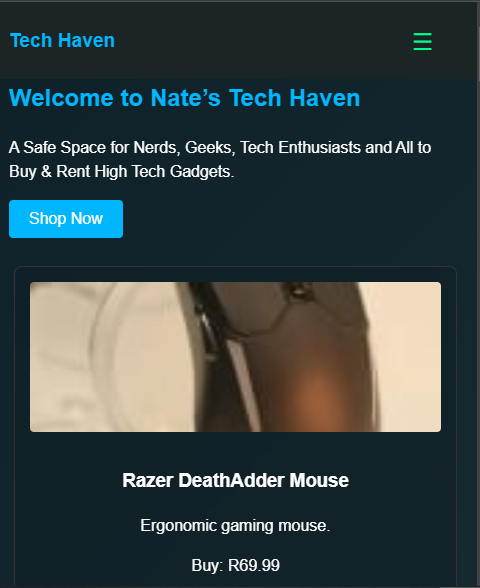 Tech Haven
Welcome to Nate’s Tech Haven
A Safe Space for Nerds, Geeks, Tech Enthusiasts and All to
Buy & Rent High Tech Gadgets.
Shop Now
Razer DeathAdder Mouse
Ergonomic gaming mouse.
Buy: R69.99